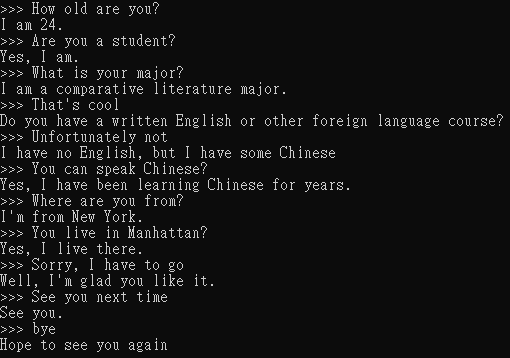 >>> How old are you?
I am 24.
>>> Are you a student?
Yes, I am.
>>> What is your major?
I am a comparative literature major.
>>> That's cool
Do you have a written English or other foreign language course?
>>> Unfortunately not
I have no English, but I have some Chinese
>>> You can speak Chinese?
Yes, I have been learning Chinese for years.
>>> Where are you from?
I'm from New York.
>>> You live in Manhattan?
Yes, I live there.
>>> Sorry, I have to go
Well, I'm glad you like it.
>>> See you next time
See you.
>>> bye
Hope to see you again